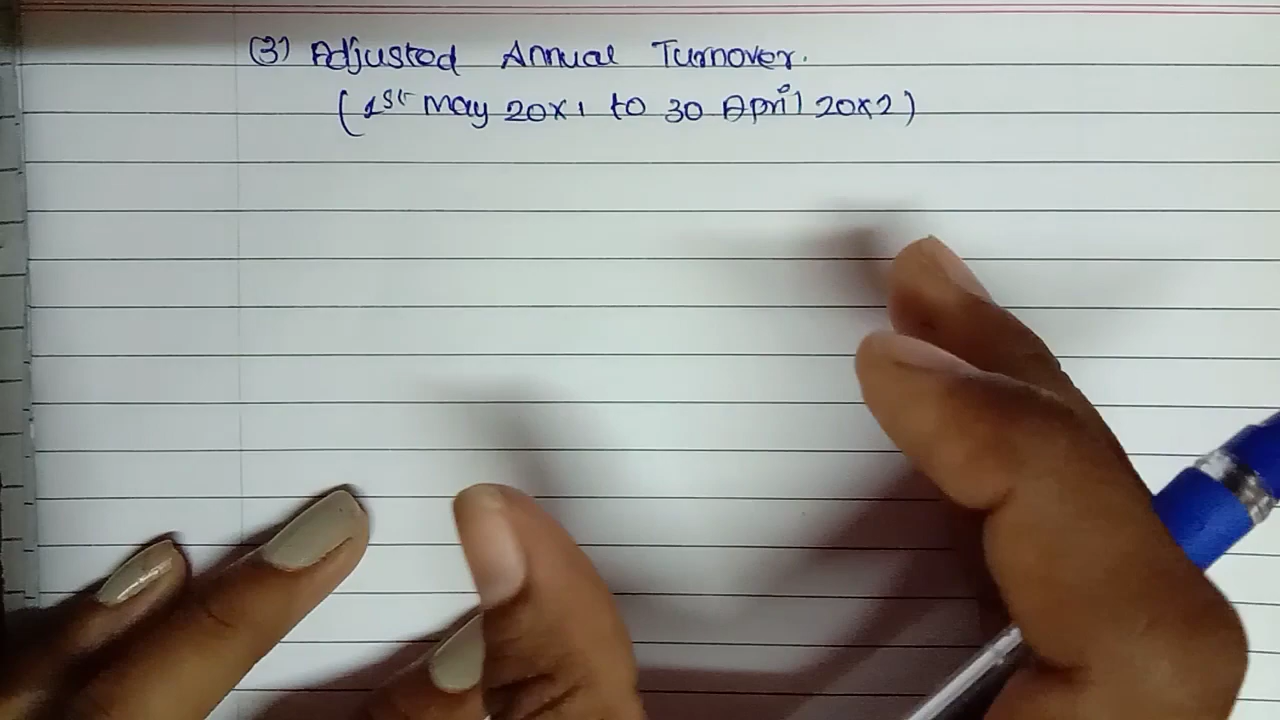 (3) Adjusted Annual Turnover.
(1st May 20x1 to 30 April 20x2)